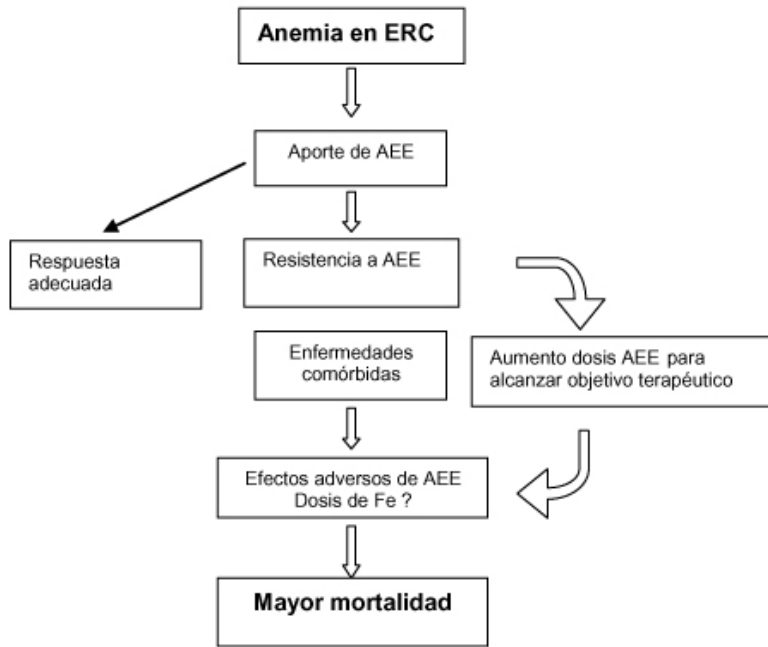 Anemia en ERC
Aporte de AEE
Respuesta
adecuada
Resistencia a AEE
Enfermedades
comórbidas
Aumento dosis AEE para
alcanzar objetivo terapéutico
Efectos adversos de AEE
Dosis de Fe ?
Mayor mortalidad